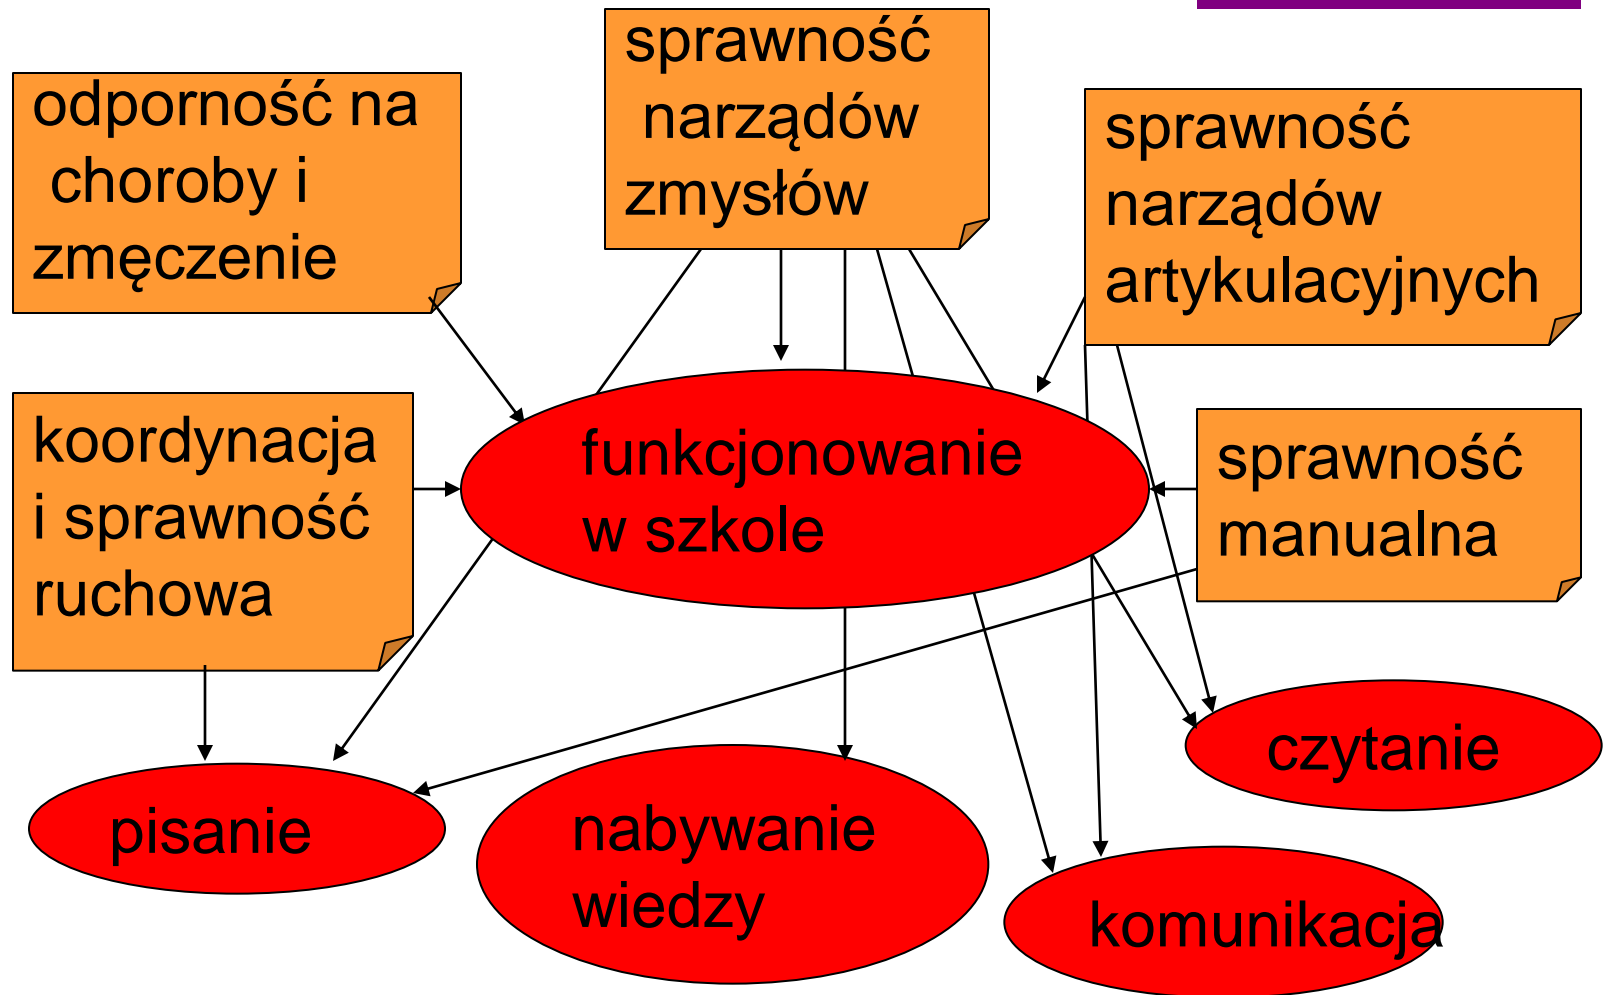 sprawność
narządów
zmysłów
odporność na
choroby i
zmęczenie
sprawność
narządów
artykulacyjnych
koordynacja
i sprawność
ruchowa
funkcjonowanie
w szkole
sprawność
manualna
pisanie
nabywanie
wiedzy
komunikacja
czytanie